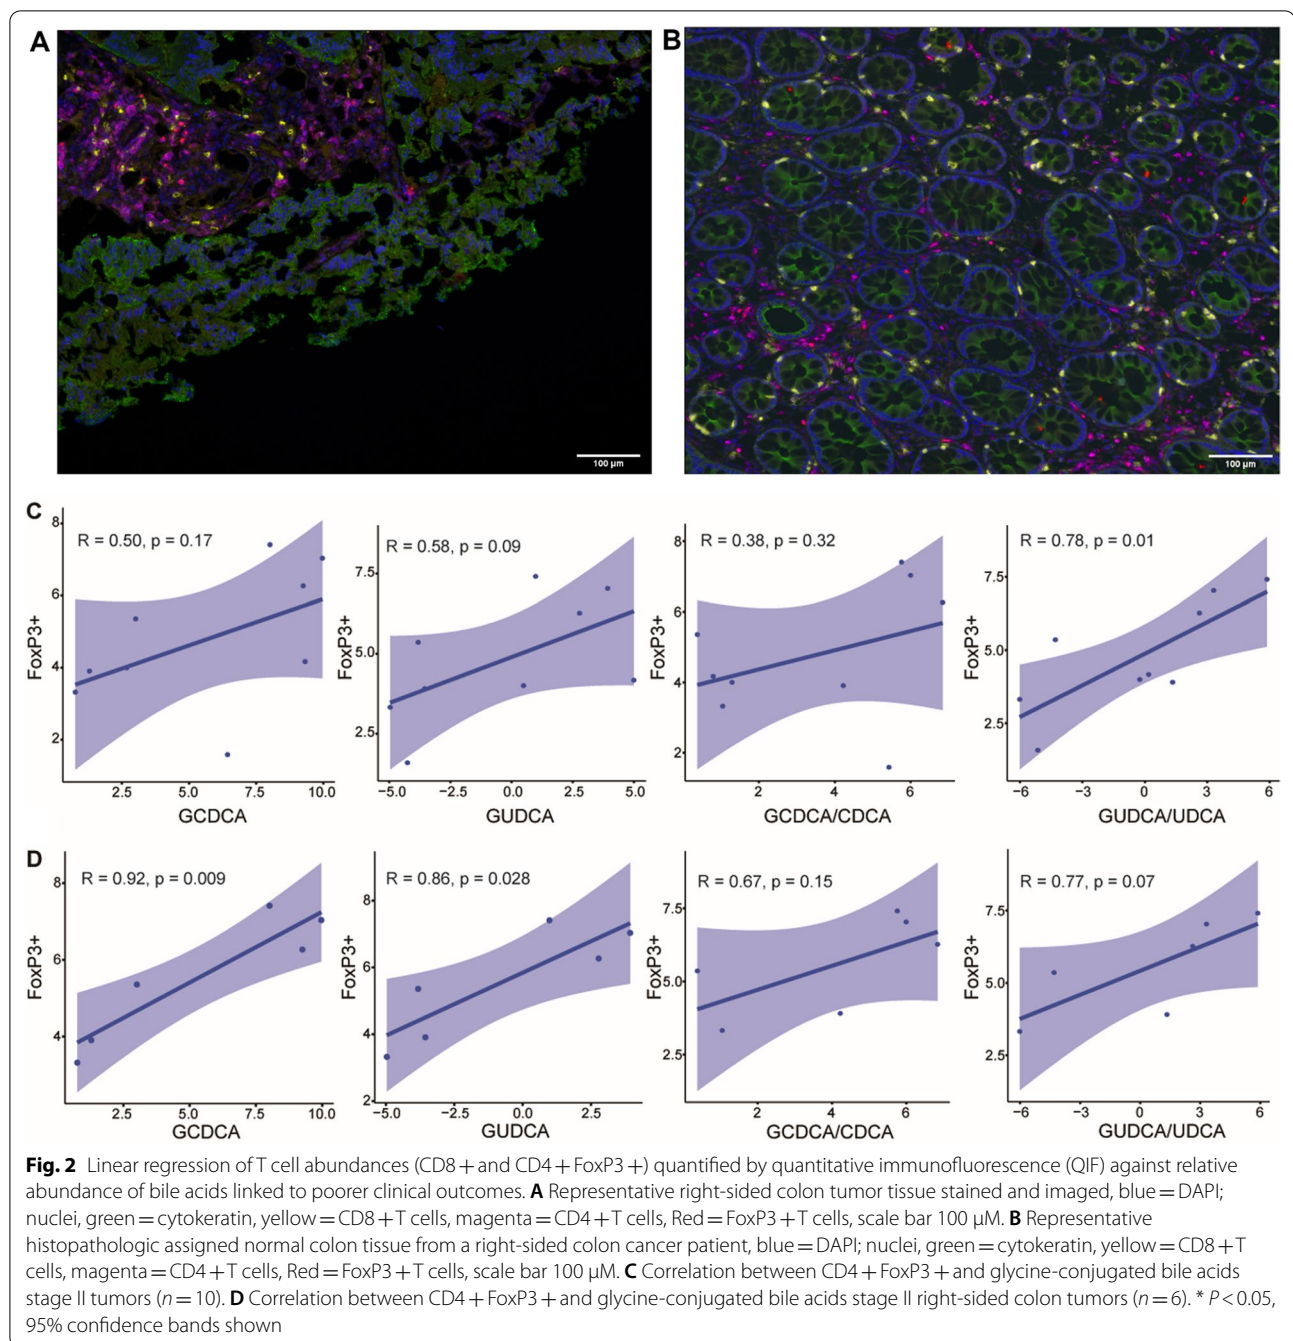 A
B
100 µm
100 µm
C
R = 0.50, p = 0.17
R = 0.58, p = 0.09
R = 0.38, p = 0.32
R = 0.78, p = 0.01
FoxP3+
8
6
4
2
2.5
5.0
7.5
10.0
GCDCA
FoxP3+
7.5
5.0
2.5
−5.0
−2.5
0.0
2.5
5.0
GUDCA
FoxP3+
8
6
4
2
2
4
6
GCDCA/CDCA
FoxP3+
7.5
5.0
2.5
−6
−3
0
3
6
GUDCA/UDCA
D
R = 0.92, p = 0.009
R = 0.86, p = 0.028
R = 0.67, p = 0.15
R = 0.77, p = 0.07
FoxP3+
8
6
4
2.5
5.0
7.5
10.0
GCDCA
FoxP3+
8
6
4
2
−5.0
−2.5
0.0
2.5
GUDCA
FoxP3+
7.5
5.0
2.5
2
4
6
GCDCA/CDCA
FoxP3+
7.5
5.0
2.5
−6
−3
0
3
6
GUDCA/UDCA
Fig. 2 Linear regression of T cell abundances (CD8 + and CD4 + FoxP3 +) quantified by quantitative immunofluorescence (QIF) against relative
abundance of bile acids linked to poorer clinical outcomes. A Representative right-sided colon tumor tissue stained and imaged, blue = DAPI;
nuclei, green = cytokeratin, yellow = CD8 + T cells, magenta = CD4 + T cells, Red = FoxP3 + T cells, scale bar 100 µM. B Representative
histopathologic assigned normal colon tissue from a right-sided colon cancer patient, blue = DAPI; nuclei, green = cytokeratin, yellow = CD8 + T
cells, magenta = CD4 + T cells, Red = FoxP3 + T cells, scale bar 100 µM. C Correlation between CD4 + FoxP3 + and glycine-conjugated bile acids
stage II tumors (n = 10). D Correlation between CD4 + FoxP3 + and glycine-conjugated bile acids stage II right-sided colon tumors (n = 6). * P < 0.05,
95% confidence bands shown